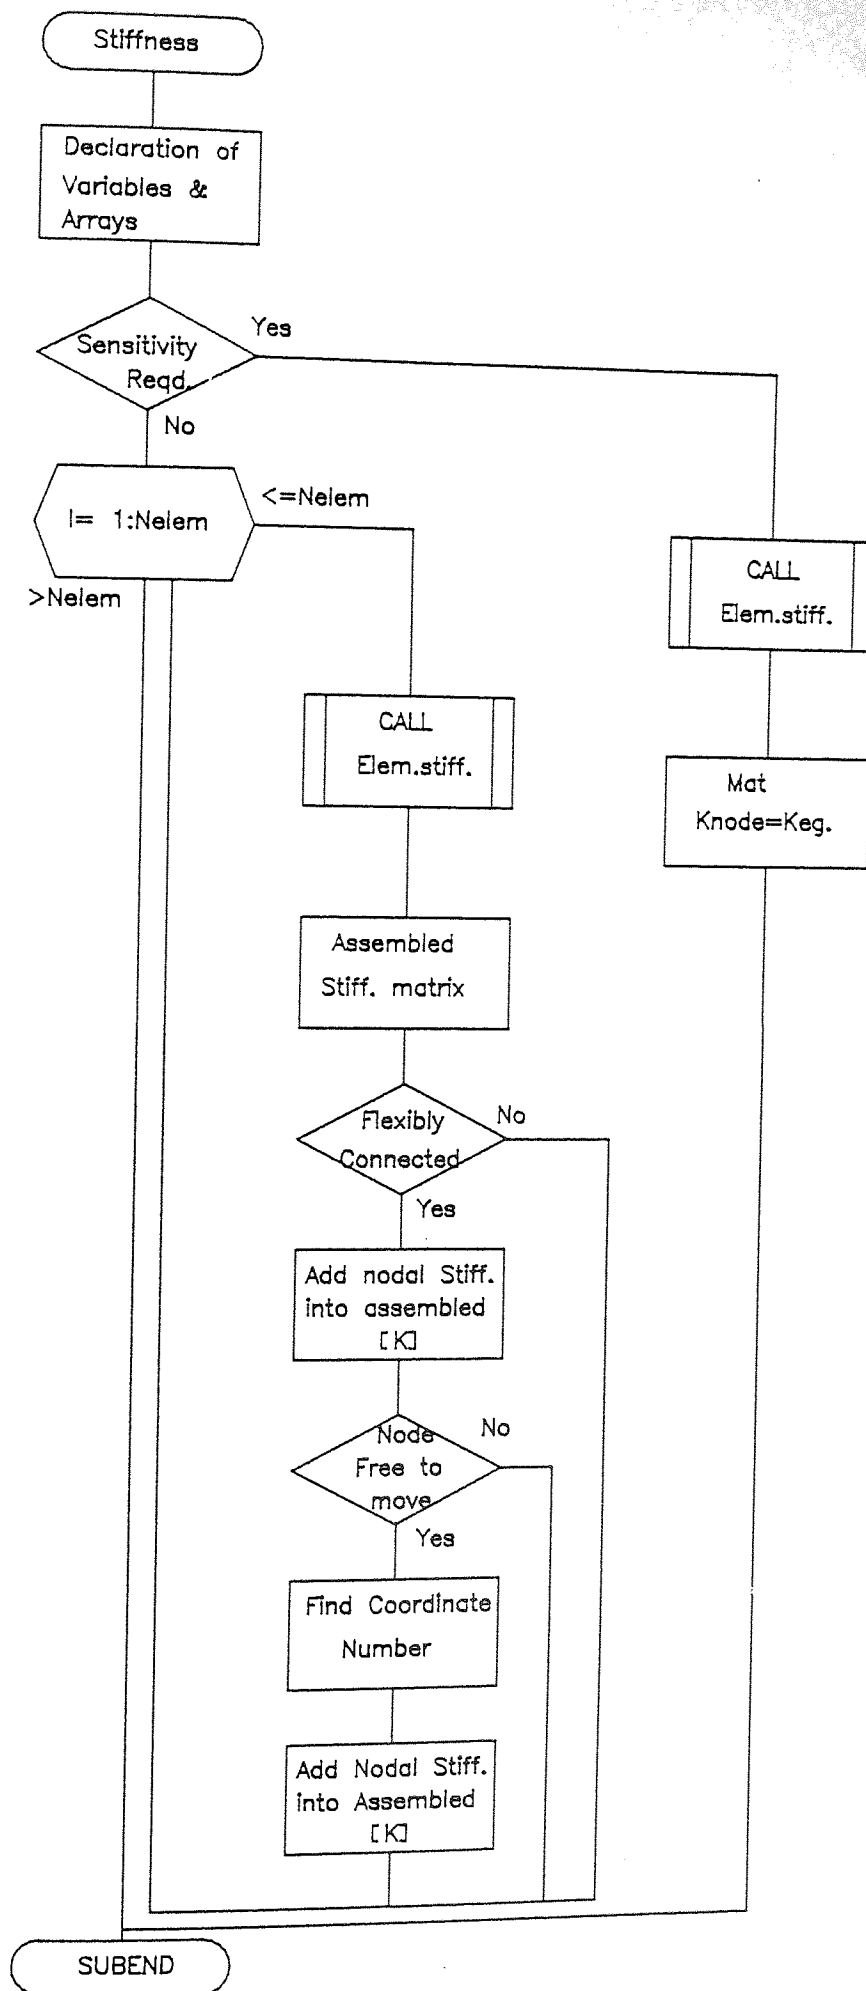 Stiffness
Declaration of
Variables &
Arrays
Yes
Sensitivity
Reqd.
No
<=Nelem
I= 1:Nelem
>Nelem
CALL
Elem.stiff.
CALL
Elem.stiff.
Mat
Knode=Keg.
Assembled
Stiff. matrix
Flexibly
Connected
No
Yes
Add nodal Stiff.
into assembled
[K]
Node
Free to
move
No
Yes
Find Coordinate
Number
Add Nodal Stiff.
into Assembled
[K]
SUBEND